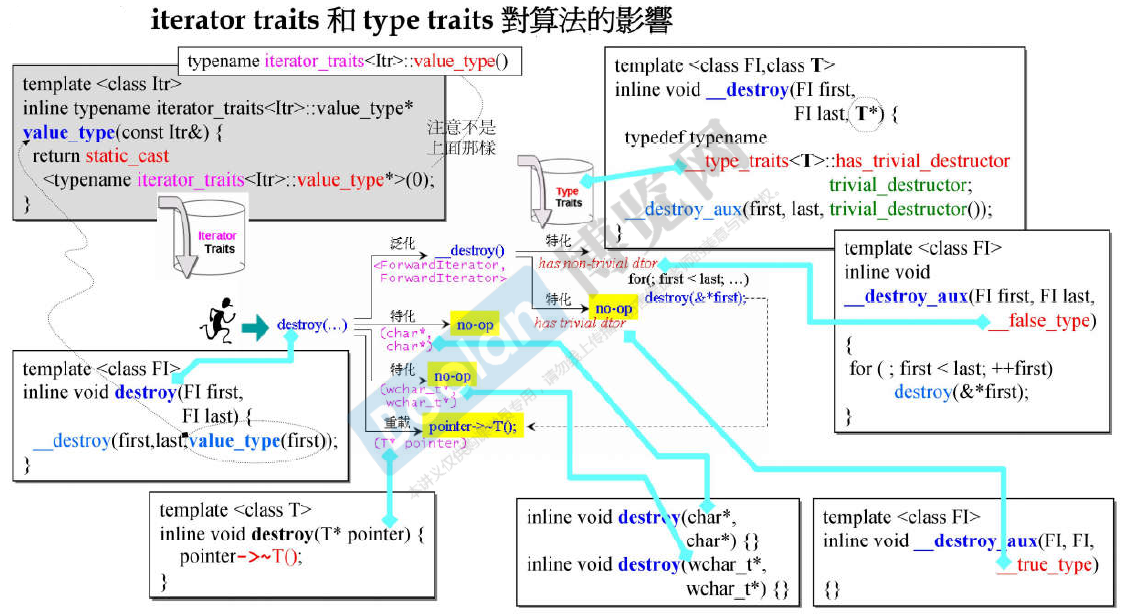 iterator traits 和 type traits 對算法的影響
typename iterator_traits<Itr>::value_type()
template <class Itr>
inline typename iterator_traits<Itr>::value_type*
value_type(const Itr&) {
return static_cast
<typename iterator_traits<Itr>::value_type*>(0);
}
注意不是
上面那樣
Iterator
Traits
Type
Traits
template <class FI,class T>
inline void __destroy(FI first,
FI last, T*) {
typedef typename
__type_traits<T>::has_trivial_destructor
trivial_destructor;
__destroy_aux(first, last, trivial_destructor());
}
destroy(…)
泛化
<ForwardIterator,
ForwardIterator>
__destroy()
特化
has non-trivial dtor
for(; first < last; …)
destroy(&*first);
特化
has trivial dtor
no-op
特化
(char*,
char*)
no-op
特化
(wchar_t*,
wchar_t*)
no-op
重載
(T* pointer)
pointer->~T();
template <class FI>
inline void destroy(FI first,
FI last) {
__destroy(first,last,value_type(first));
}
template <class FI>
inline void
__destroy_aux(FI first, FI last,
__false_type)
{
for ( ; first < last; ++first)
destroy(&*first);
}
template <class T>
inline void destroy(T* pointer) {
pointer->~T();
}
inline void destroy(char*,
char*) {}
inline void destroy(wchar_t*,
wchar_t*) {}
template <class FI>
inline void __destroy_aux(FI, FI,
__true_type)
{}
Boolan
博览网